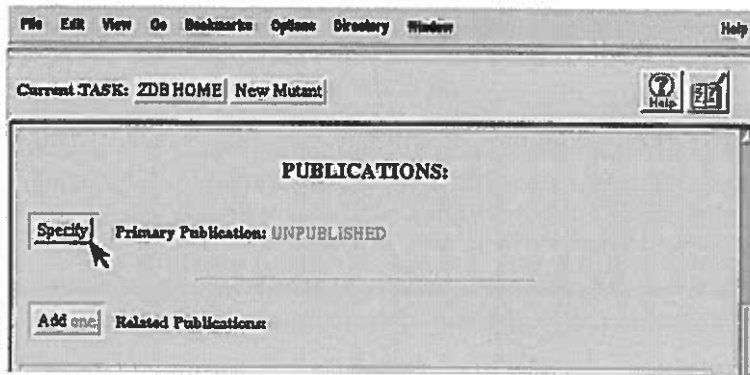 File Edit View Go Bookmarks Options Directory Window Help
Current TASK: ZDB HOME New Mutant Help
PUBLICATIONS:
Specify Primary Publication: UNPUBLISHED
Add one Related Publications: